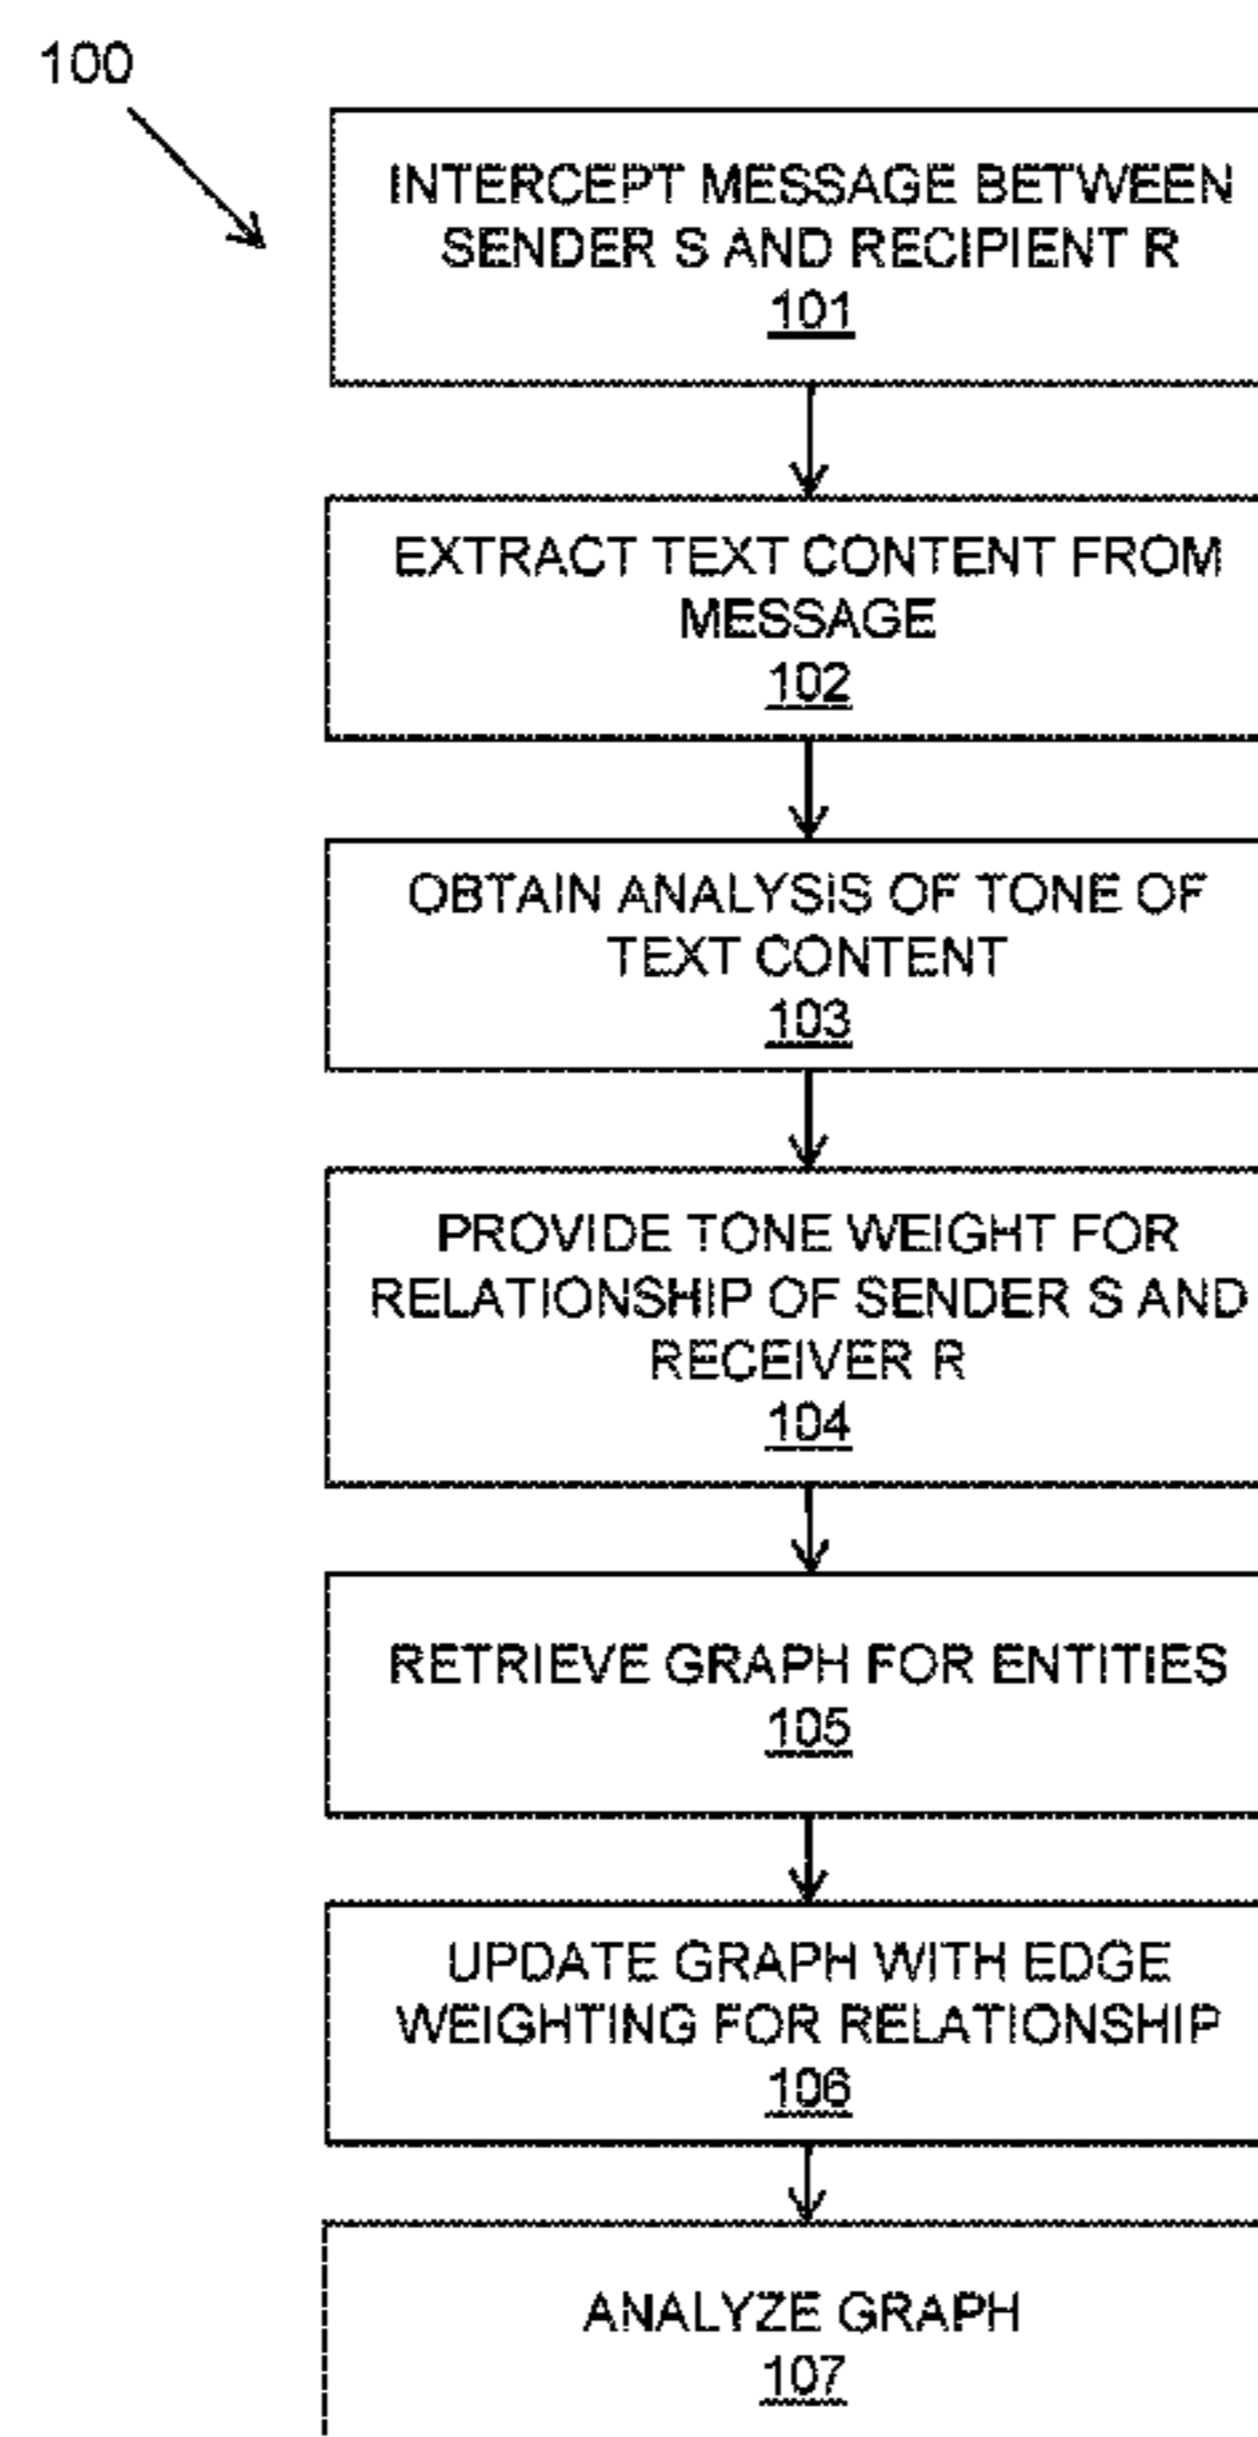 100
INTERCEPT MESSAGE BETWEEN
SENDER S AND RECIPIENT R
101
EXTRACT TEXT CONTENT FROM
MESSAGE
102
OBTAIN ANALYSIS OF TONE OF
TEXT CONTENT
103
PROVIDE TONE WEIGHT FOR
RELATIONSHIP OF SENDER S AND
RECEIVER R
104
RETRIEVE GRAPH FOR ENTITIES
105
UPDATE GRAPH WITH EDGE
WEIGHTING FOR RELATIONSHIP
106
ANALYZE GRAPH
107